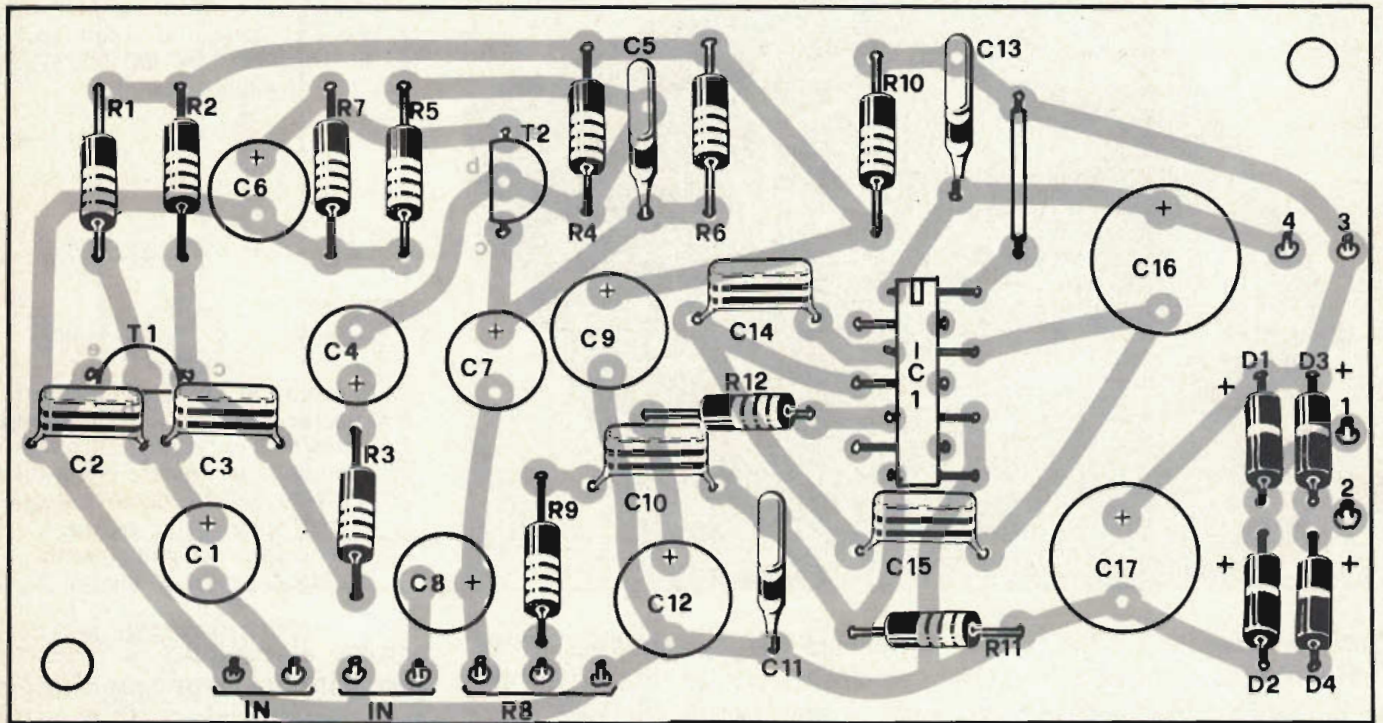 C5
C13
R10
R1
R2
R7
R5
T2
+
C6
b
R4
R6
c
+
4
3
C16
+
C9
C14
T1
e
c
C4
+
+
C7
I
C
1
R12
D1
D3
+
+
1
C2
C3
R3
C10
R9
2
+
C1
C8
+
+
C12
C15
+
C17
+
+
C11
R11
D2
D4
IN
IN
R8